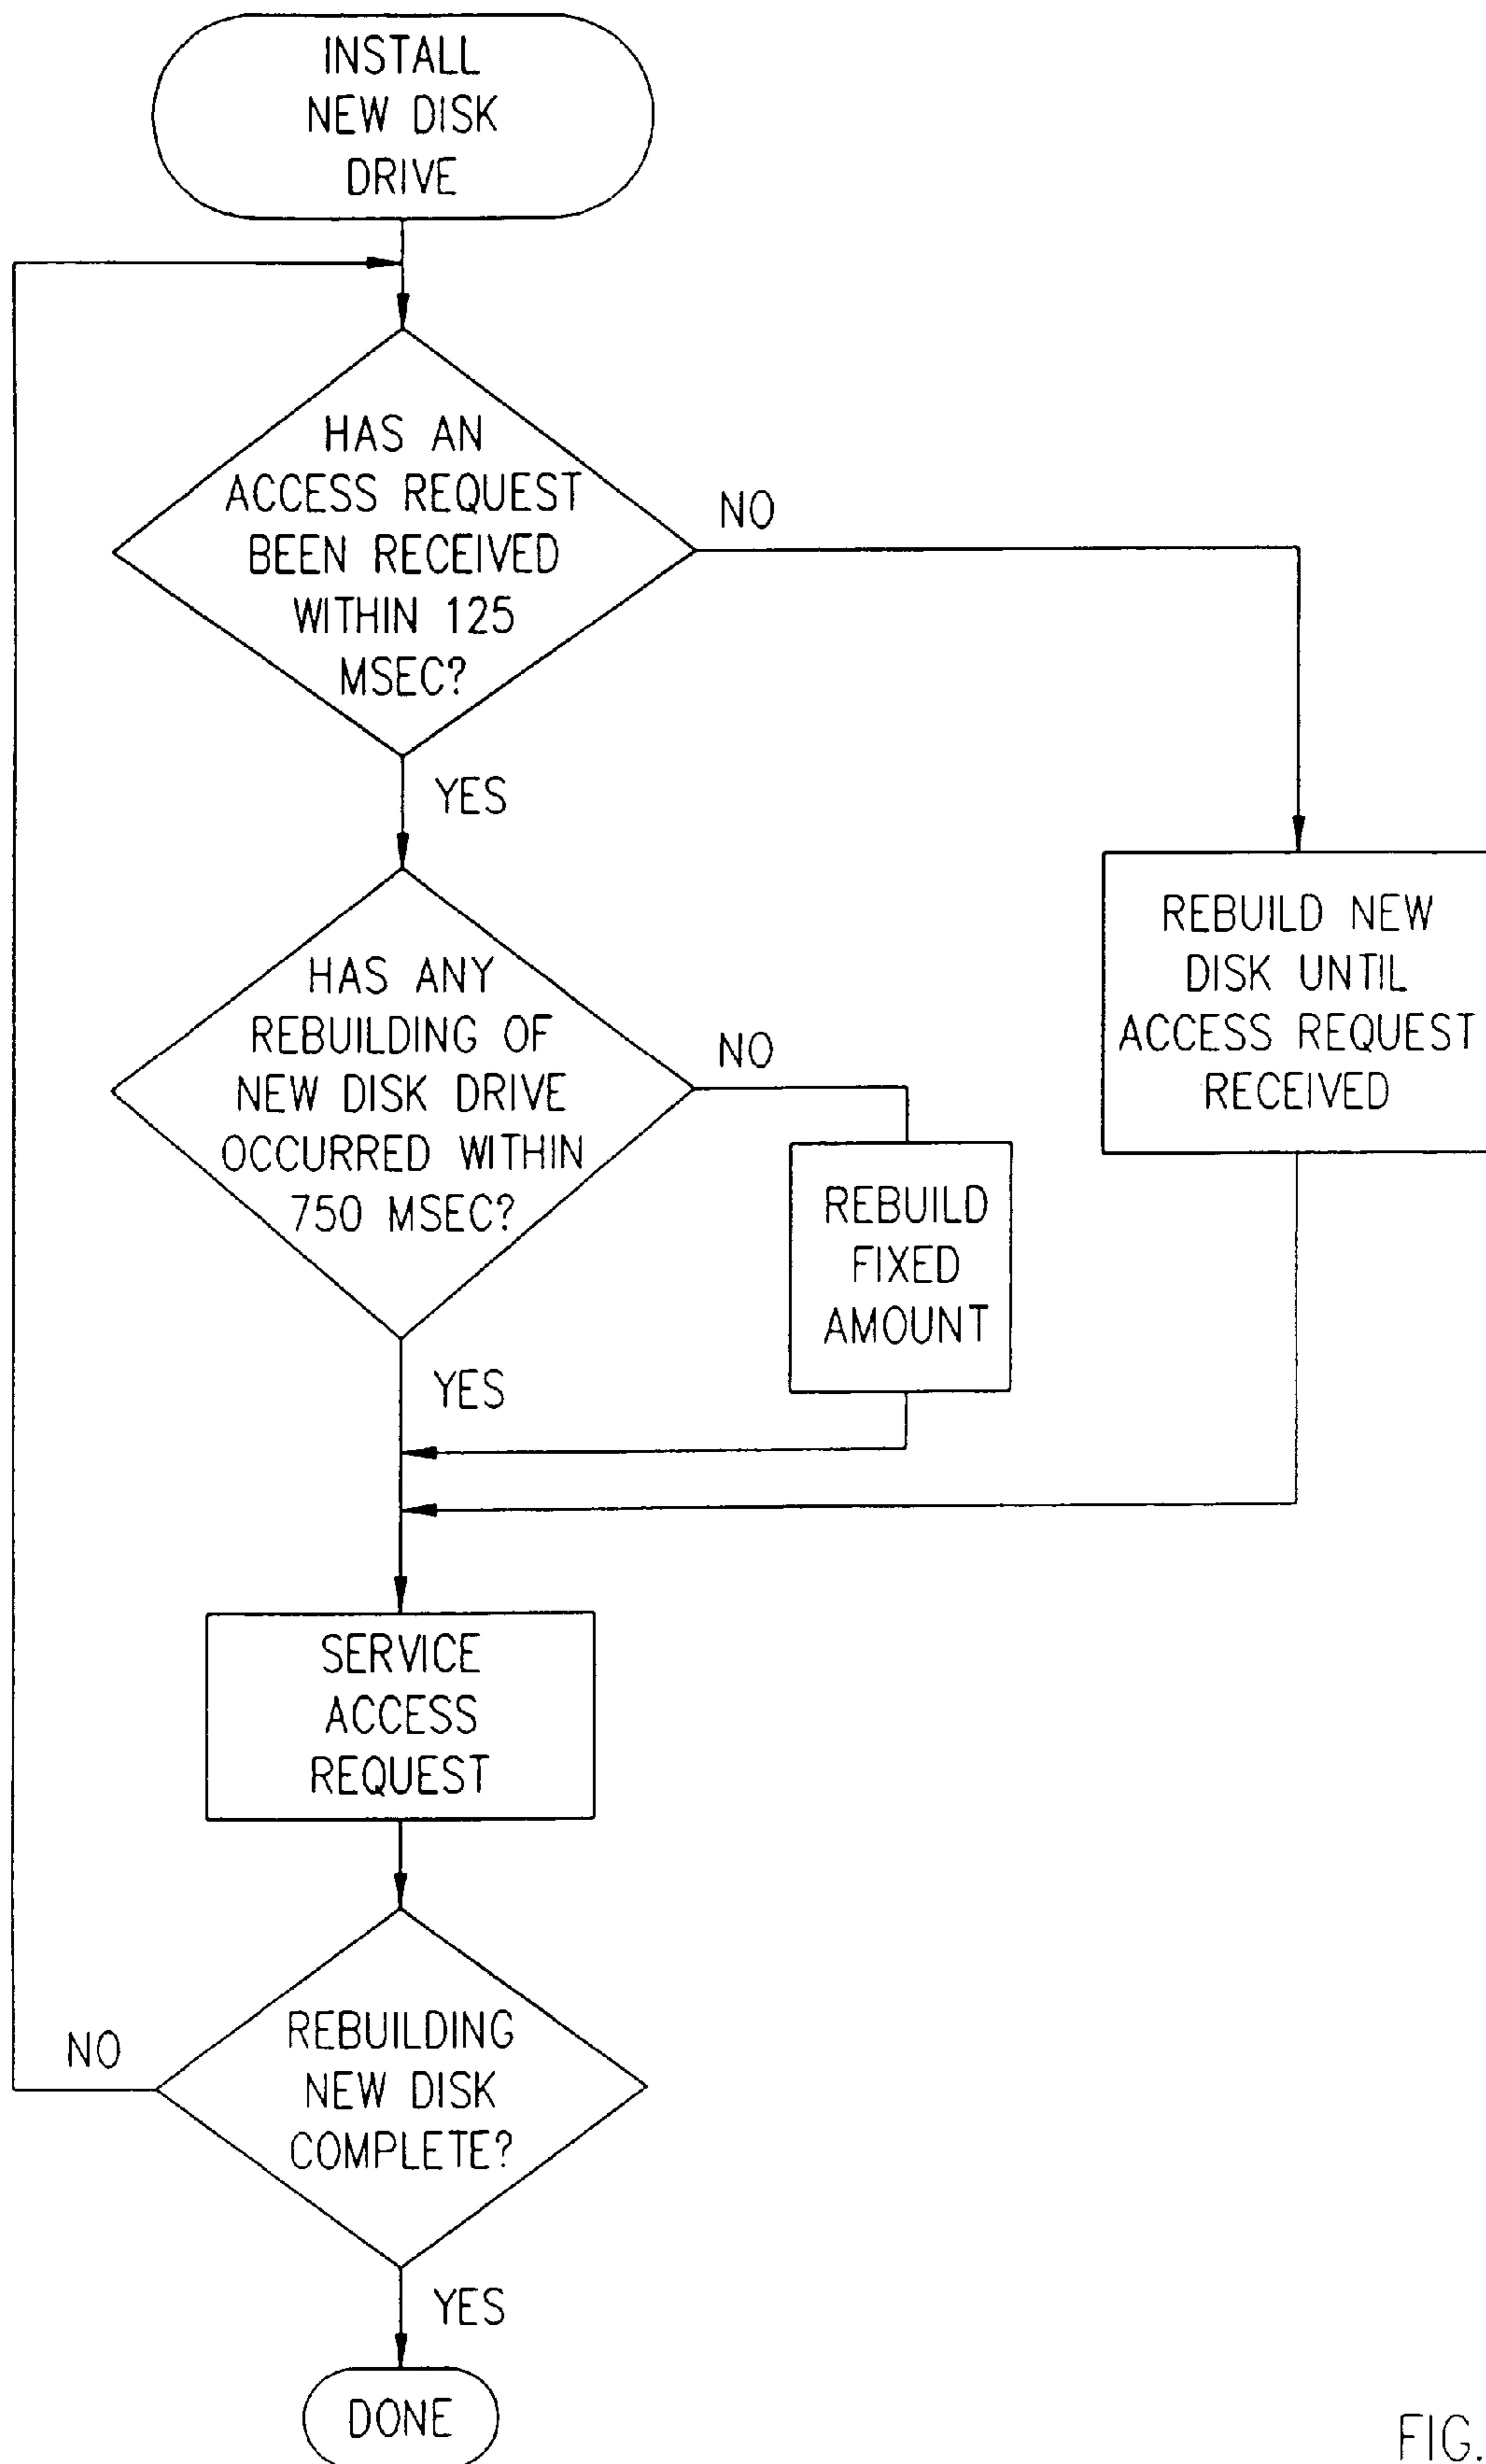 INSTALL
NEW DISK
DRIVE
HAS AN
ACCESS REQUEST
BEEN RECEIVED
WITHIN 125
MSEC?
NO
YES
REBUILD NEW
DISK UNTIL
ACCESS REQUEST
RECEIVED
HAS ANY
REBUILDING OF
NEW DISK DRIVE
OCCURRED WITHIN
750 MSEC?
NO
REBUILD
FIXED
AMOUNT
YES
SERVICE
ACCESS
REQUEST
REBUILDING
NEW DISK
COMPLETE?
NO
YES
DONE
FIG.